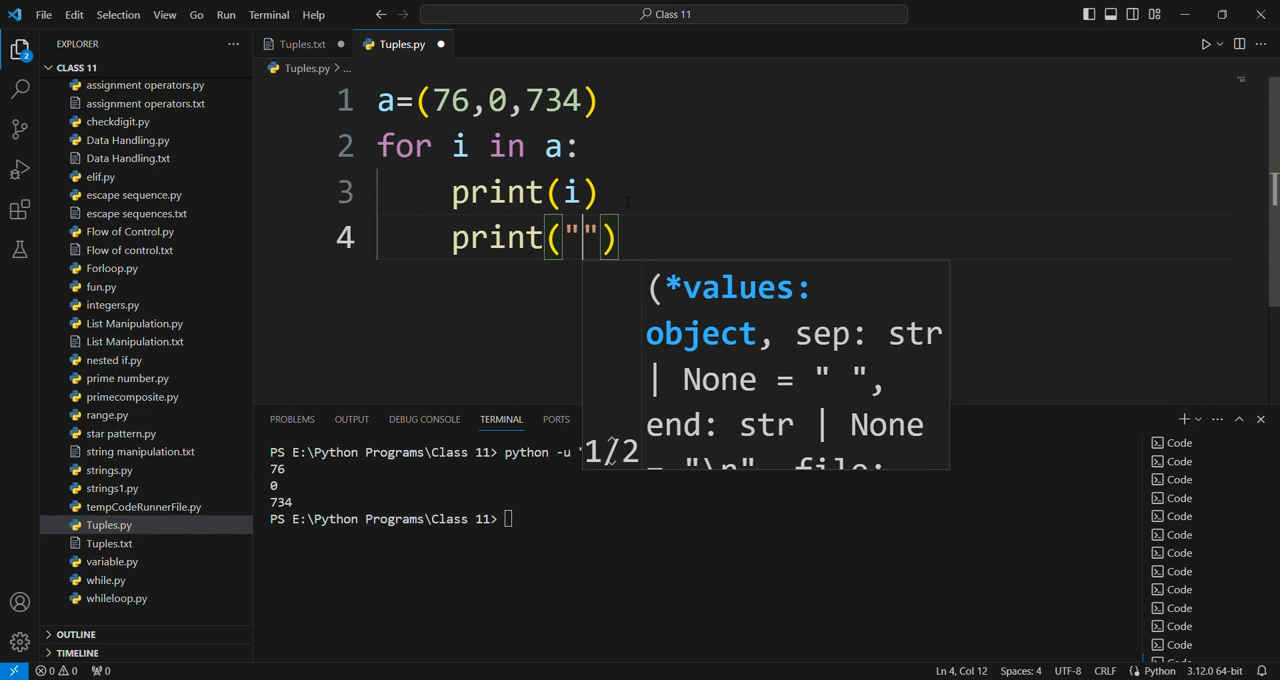 File Edit Selection View Go Run Terminal Help
Class 11
EXPLORER
CLASS 11
2
assignment operators.py
assignment operators.txt
checkdigit.py
Data Handling.py
Data Handling.txt
elif.py
escape sequence.py
escape sequences.txt
Flow of Control.py
Flow of control.txt
Forloop.py
fun.py
integers.py
List Manipulation.py
List Manipulation.txt
nested if.py
prime number.py
primecomposite.py
range.py
star pattern.py
string manipulation.txt
strings.py
strings1.py
tempCodeRunnerFile.py
Tuples.py
Tuples.txt
variable.py
while.py
whileloop.py
OUTLINE
TIMELINE
Tuples.txt Tuples.py
Tuples.py > ...
1 a=(76,0,734)
2 for i in a:
3 print(i)
4 print("")
(*values:
object, sep: str
| None = " ",
end: str | None
= "\n", file:
1/2
PROBLEMS OUTPUT DEBUG CONSOLE TERMINAL PORTS
PS E:\Python Programs\Class 11> python -u
76
0
734
PS E:\Python Programs\Class 11>
Code
Code
Code
Code
Code
Code
Code
Code
Code
Code
Code
Code
Code
0 0 0
Ln 4, Col 12 Spaces: 4 UTF-8 CRLF Python 3.12.0 64-bit